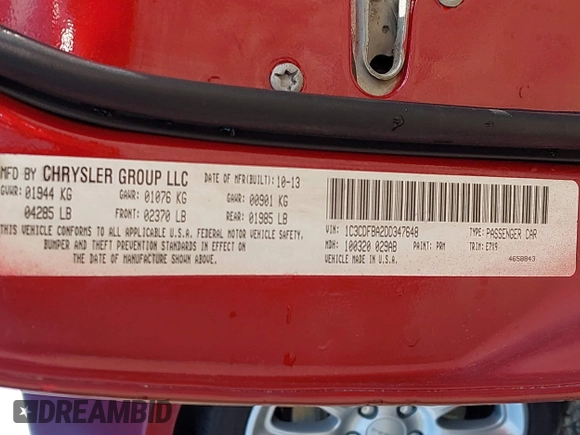 MFD BY CHRYSLER GROUP LLC DATE OF MFR(BUILT): 10-13
GVWR: 01944 KG GAWR: 01076 KG GAWR: 00901 KG
04285 LB FRONT: 02370 LB REAR: 01985 LB
THIS VEHICLE CONFORMS TO ALL APPLICABLE U.S.A. FEDERAL MOTOR VEHICLE SAFETY,
BUMPER AND THEFT PREVENTION STANDARDS IN EFFECT ON
THE DATE OF MANUFACTURE SHOWN ABOVE.
VIN: 1C3CDFBA2DD347648 TYPE: PASSENGER CAR
MDH: 100320 029AB PAINT: PRM TRIM: E7X9
VEHICLE MADE IN U.S.A. 4658843
DREAMBID